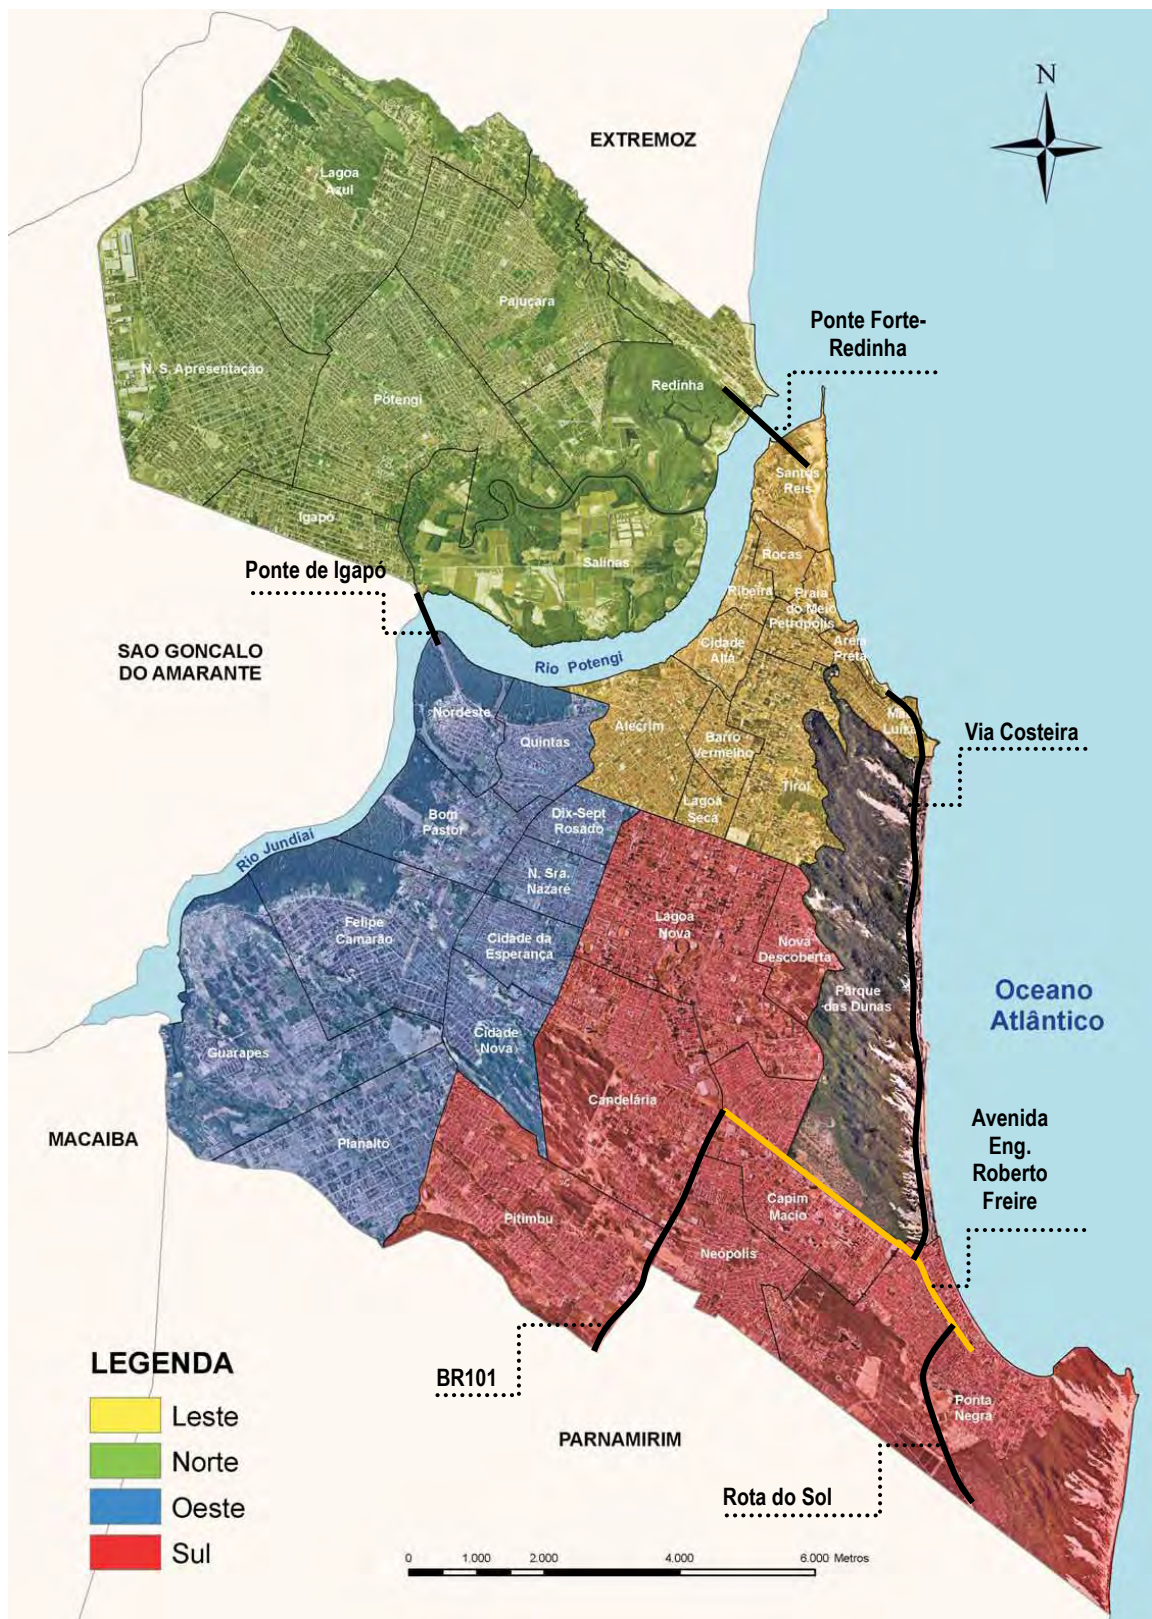 N
EXTREMOZ
Lagoa
Azul
Pajuçara
Ponte Forte-
Redinha
N. S. Apresentação
Potengi
Redinha
Santos
Reis
Igapó
Salinas
Rocas
Ponte de Igapó
Ribeira
Praia
do Meio
Petrópolis
Cidade
Alta
Areia
Preta
SAO GONCALO
DO AMARANTE
Rio Potengi
Nordeste
Quintas
Alecrim
Barro
Vermelho
Mãe
Luiza
Via Costeira
Tirol
Lagoa
Seca
Bom
Pastor
Dix-Sept
Rosado
Rio Jundiaí
N. Sra.
Nazaré
Felipe
Camarão
Cidade da
Esperança
Lagoa
Nova
Nova
Descoberta
Parque
das Dunas
Oceano
Atlântico
Guarapes
Cidade
Nova
Candelária
MACAIBA
Planalto
Avenida
Eng.
Roberto
Freire
Pitimbu
Capim
Macio
Neópolis
BR101
Ponta
Negra
PARNAMIRIM
Rota do Sol
LEGENDA
Leste
Norte
Oeste
Sul
0 1.000 2.000 4.000 6.000 Metros